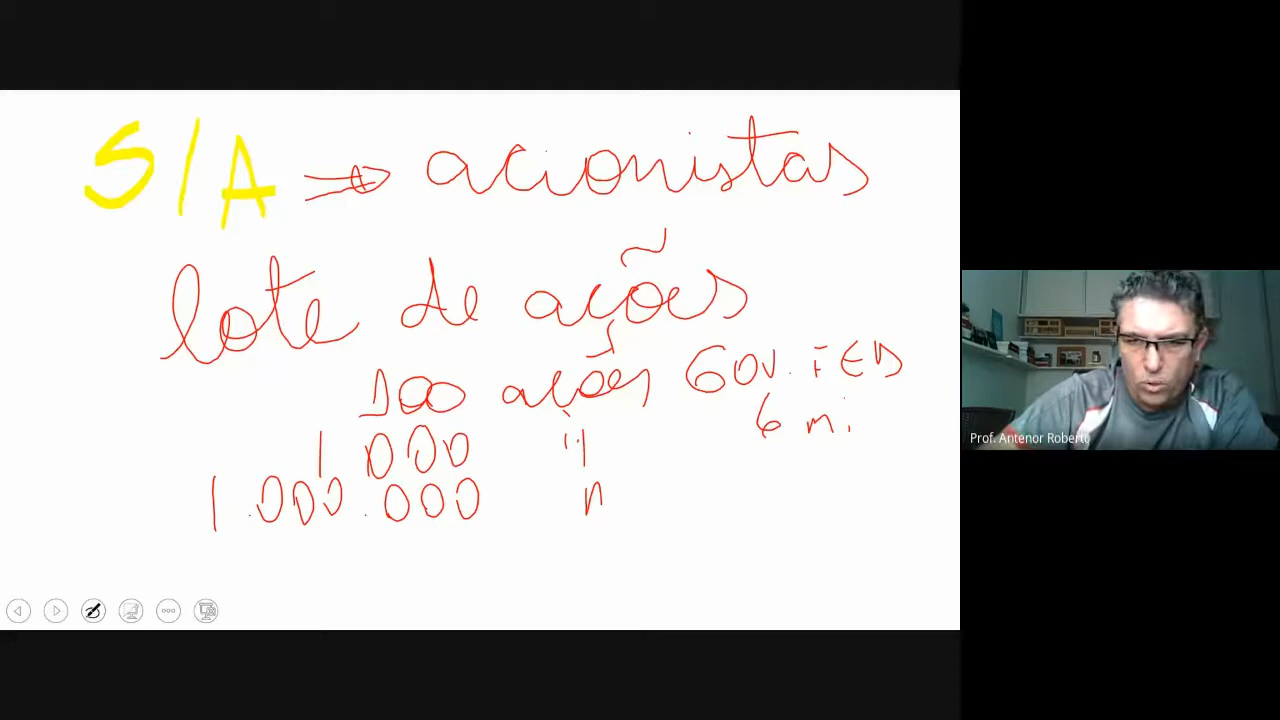 S/A ⇒ acionistas
lote de ações
100 ações GOV. FED
1.000 " 6 mi
1.000.000 "
Prof. Antenor Roberto